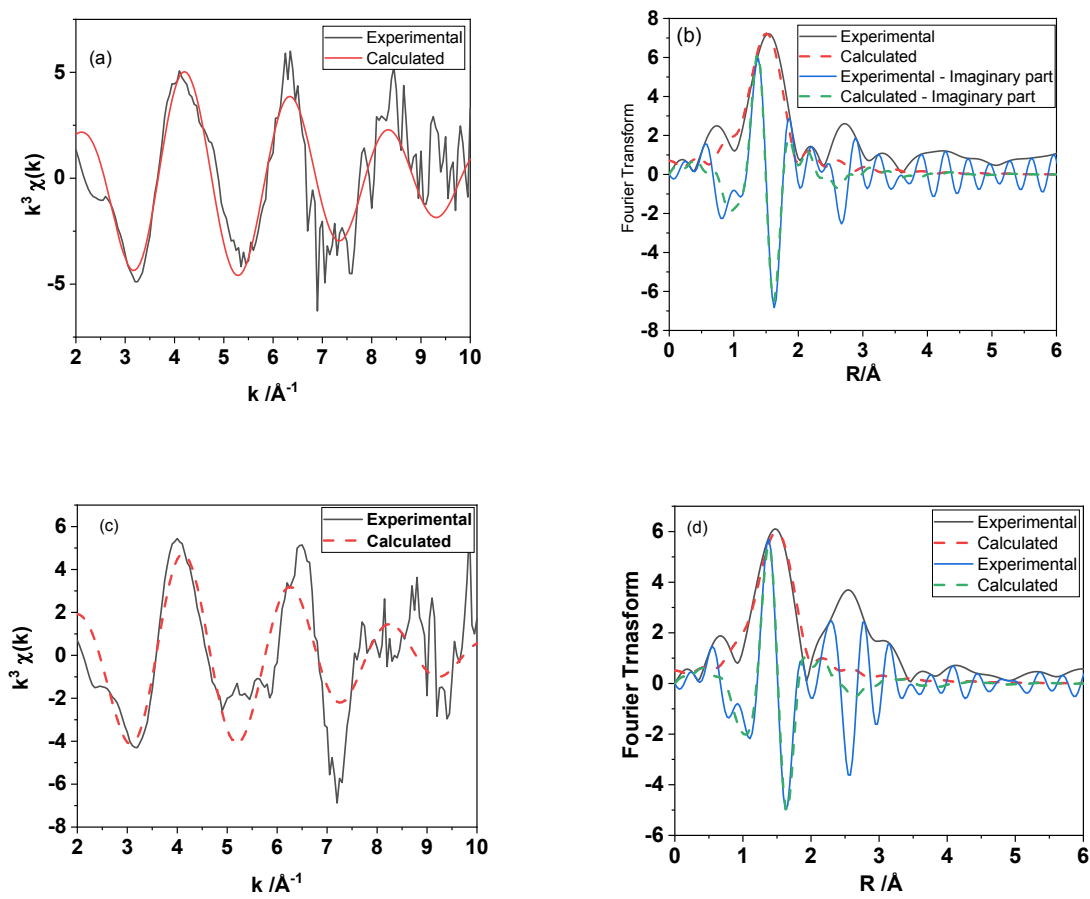 (a)
Experimental
Calculated
5
0
-5
k³ χ(k)
2 3 4 5 6 7 8 9 10
k /Å⁻¹
(b)
Experimental
Calculated
Experimental - Imaginary part
Calculated - Imaginary part
8
6
4
2
0
-2
-4
-6
-8
Fourier Transform
0 1 2 3 4 5 6
R/Å
(c)
Experimental
Calculated
6
4
2
0
-2
-4
-6
-8
k³ χ(k)
2 3 4 5 6 7 8 9 10
k /Å⁻¹
(d)
Experimental
Calculated
Experimental
Calculated
6
4
2
0
-2
-4
-6
Fourier Trnasform
0 1 2 3 4 5 6
R /Å